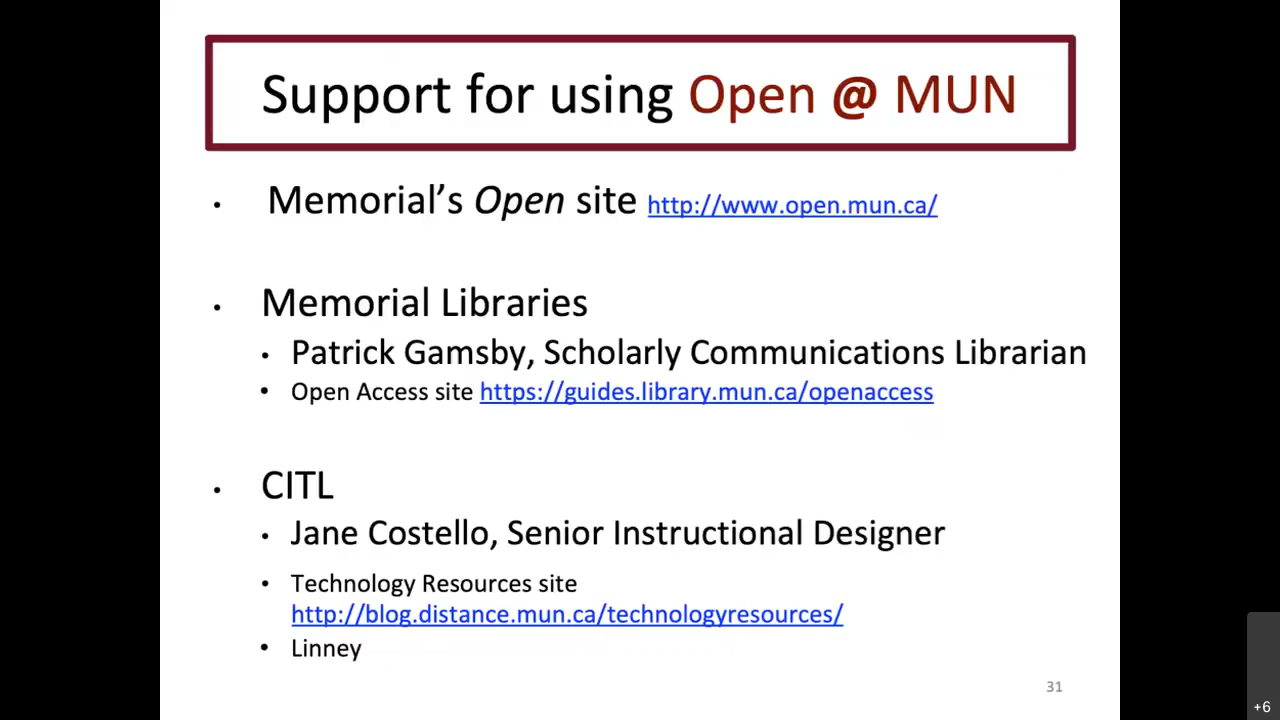 Support for using Open @ MUN
• Memorial’s Open site http://www.open.mun.ca/
• Memorial Libraries
• Patrick Gamsby, Scholarly Communications Librarian
• Open Access site https://guides.library.mun.ca/openaccess
• CITL
• Jane Costello, Senior Instructional Designer
• Technology Resources site
http://blog.distance.mun.ca/technologyresources/
• Linney
31
+6